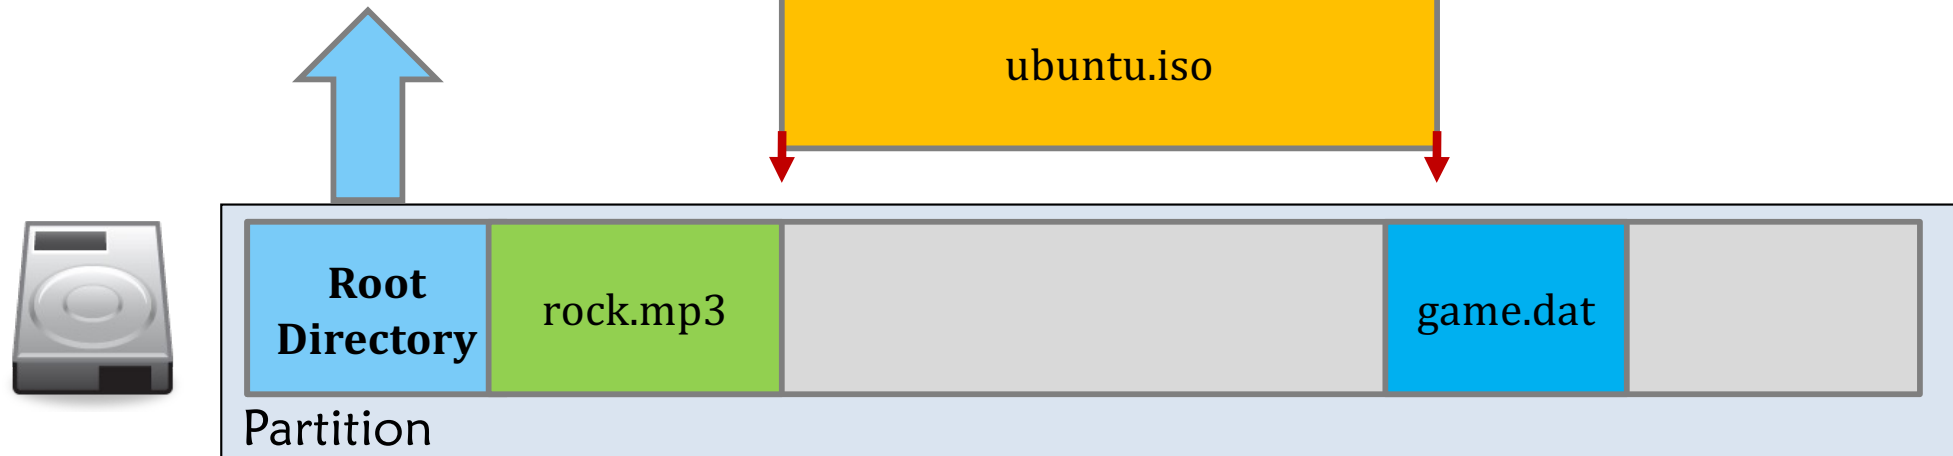 ubuntu.iso
Root
Directory
rock.mp3
game.dat
Partition